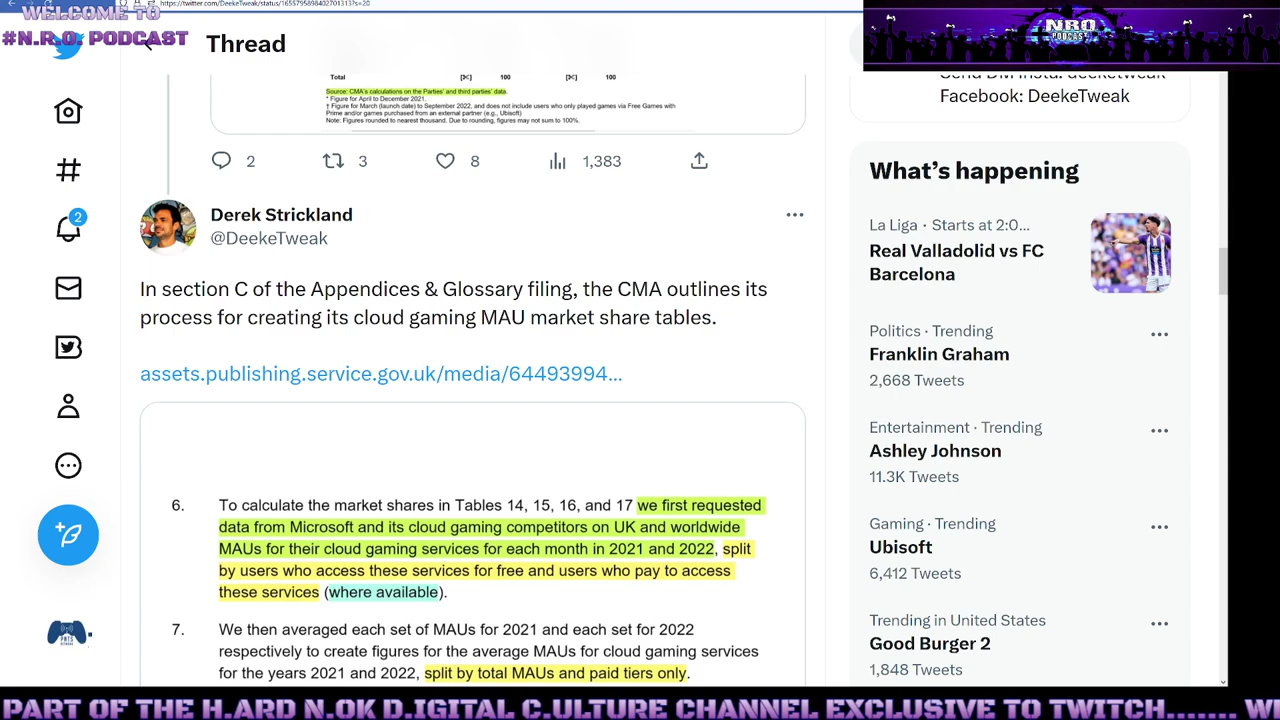 https://twitter.com/DeekeTweak/status/1655795898402701313?s=20
WELCOME TO
#N.R.O. PODCAST
Thread
NRO
PODCAST
Facebook: DeekeTweak
Total [✂] 100 [✂] 100
Source: CMA's calculations on the Parties' and third parties' data.
* Figure for April to December 2021.
† Figure for March (launch date) to September 2022, and does not include users who only played games via Free Games with
Prime and/or games purchased from an external partner (e.g., Ubisoft)
Note: Figures rounded to nearest thousand. Due to rounding, figures may not sum to 100%.
2 3 8 1,383
Derek Strickland
@DeekeTweak
In section C of the Appendices & Glossary filing, the CMA outlines its
process for creating its cloud gaming MAU market share tables.
assets.publishing.service.gov.uk/media/64493994...
6. To calculate the market shares in Tables 14, 15, 16, and 17 we first requested
data from Microsoft and its cloud gaming competitors on UK and worldwide
MAUs for their cloud gaming services for each month in 2021 and 2022, split
by users who access these services for free and users who pay to access
these services (where available).
7. We then averaged each set of MAUs for 2021 and each set for 2022
respectively to create figures for the average MAUs for cloud gaming services
for the years 2021 and 2022, split by total MAUs and paid tiers only.
2
What's happening
La Liga · Starts at 2:0...
Real Valladolid vs FC
Barcelona
Politics · Trending
Franklin Graham
2,668 Tweets
Entertainment · Trending
Ashley Johnson
11.3K Tweets
Gaming · Trending
Ubisoft
6,412 Tweets
Trending in United States
Good Burger 2
1,848 Tweets
PART OF THE H.ARD N.OK D.IGITAL C.ULTURE CHANNEL EXCLUSIVE TO TWITCH....... WE